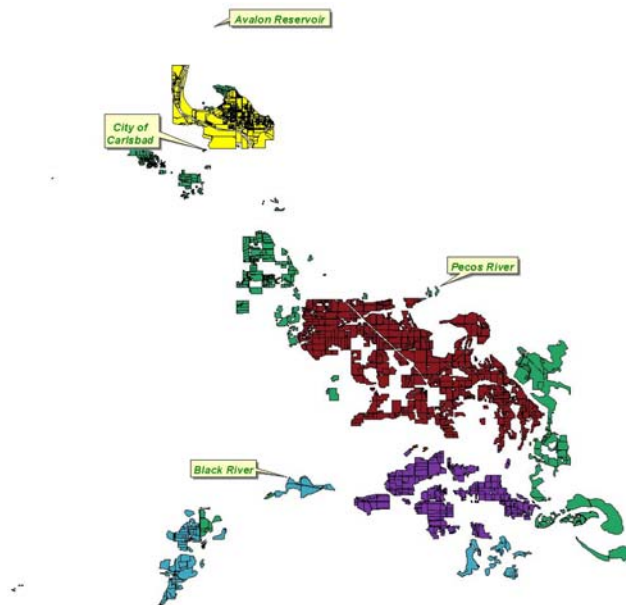 Avalon Reservoir
City of
Carlsbad
Pecos River
Black River